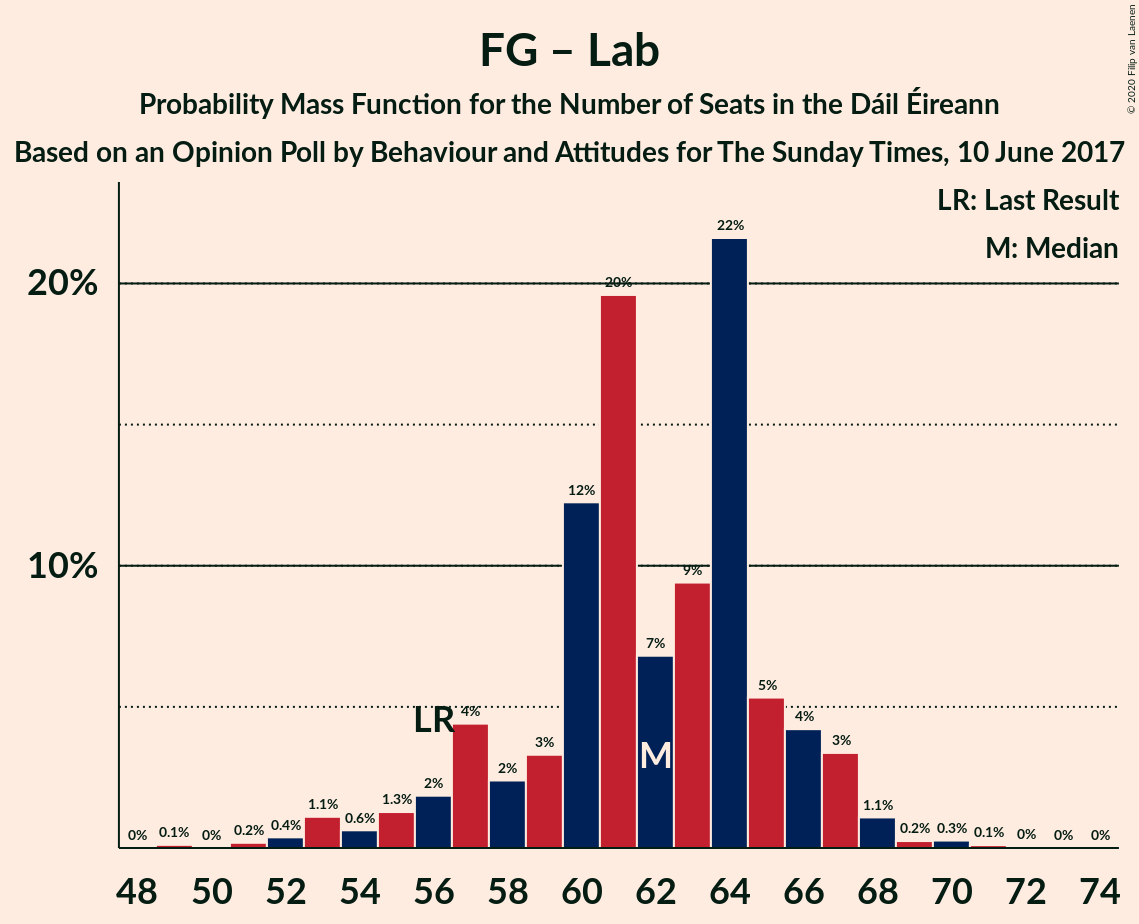 © 2020 Filip van Laenen
FG – Lab
Probability Mass Function for the Number of Seats in the Dáil Éireann
Based on an Opinion Poll by Behaviour and Attitudes for The Sunday Times, 10 June 2017
LR: Last Result
M: Median
20%
10%
0% 0.1% 0% 0.2% 0.4% 1.1% 0.6% 1.3% 2% 4% 2% 3% 12% 20% 7% 9% 22% 5% 4% 3% 1.1% 0.2% 0.3% 0.1% 0% 0% 0%
LR
M
48 50 52 54 56 58 60 62 64 66 68 70 72 74